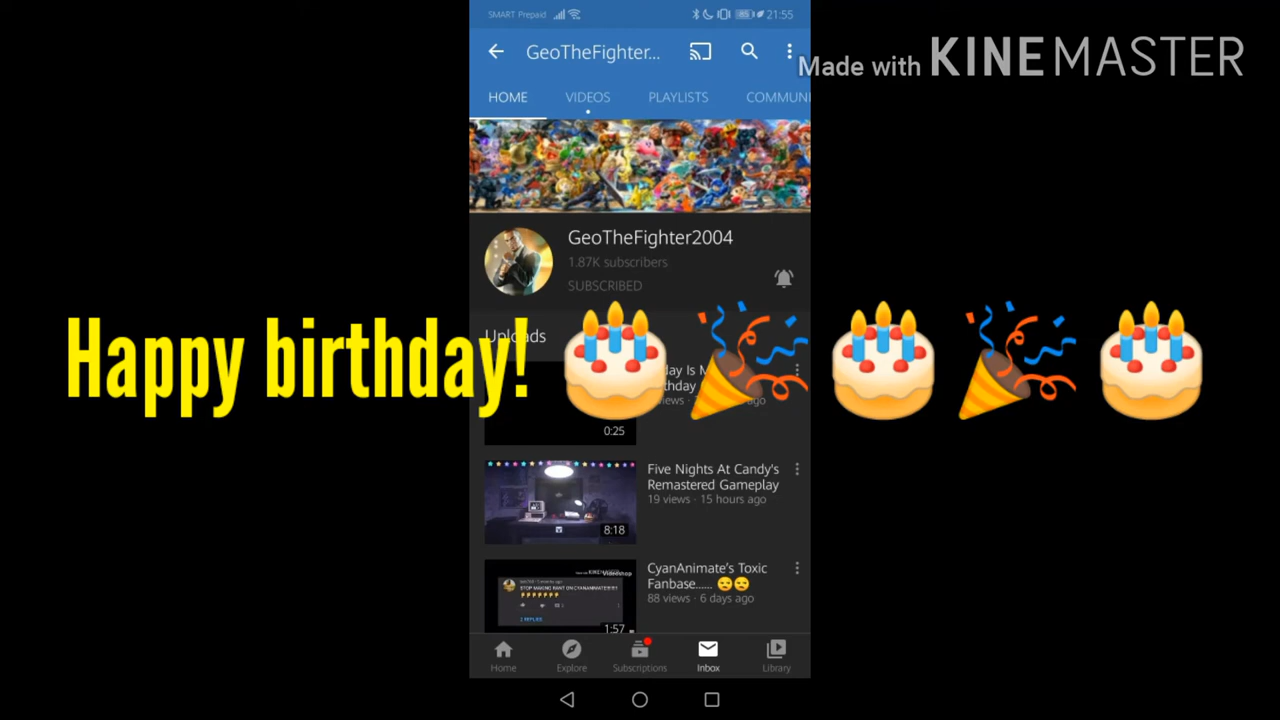 SMART Prepaid 21:55
GeoTheFighter...
Made with KINEMASTER
HOME VIDEOS PLAYLISTS COMMUNI
GeoTheFighter2004
1.87K subscribers
SUBSCRIBED
Uploads
Happy birthday! 🎂 🎉 🎂 🎉 🎂
0:25
Five Nights At Candy's
Remastered Gameplay
19 views · 15 hours ago
8:18
CyanAnimate's Toxic
Fanbase...... 😒😒
88 views · 6 days ago
1:57
Home Explore Subscriptions Inbox Library